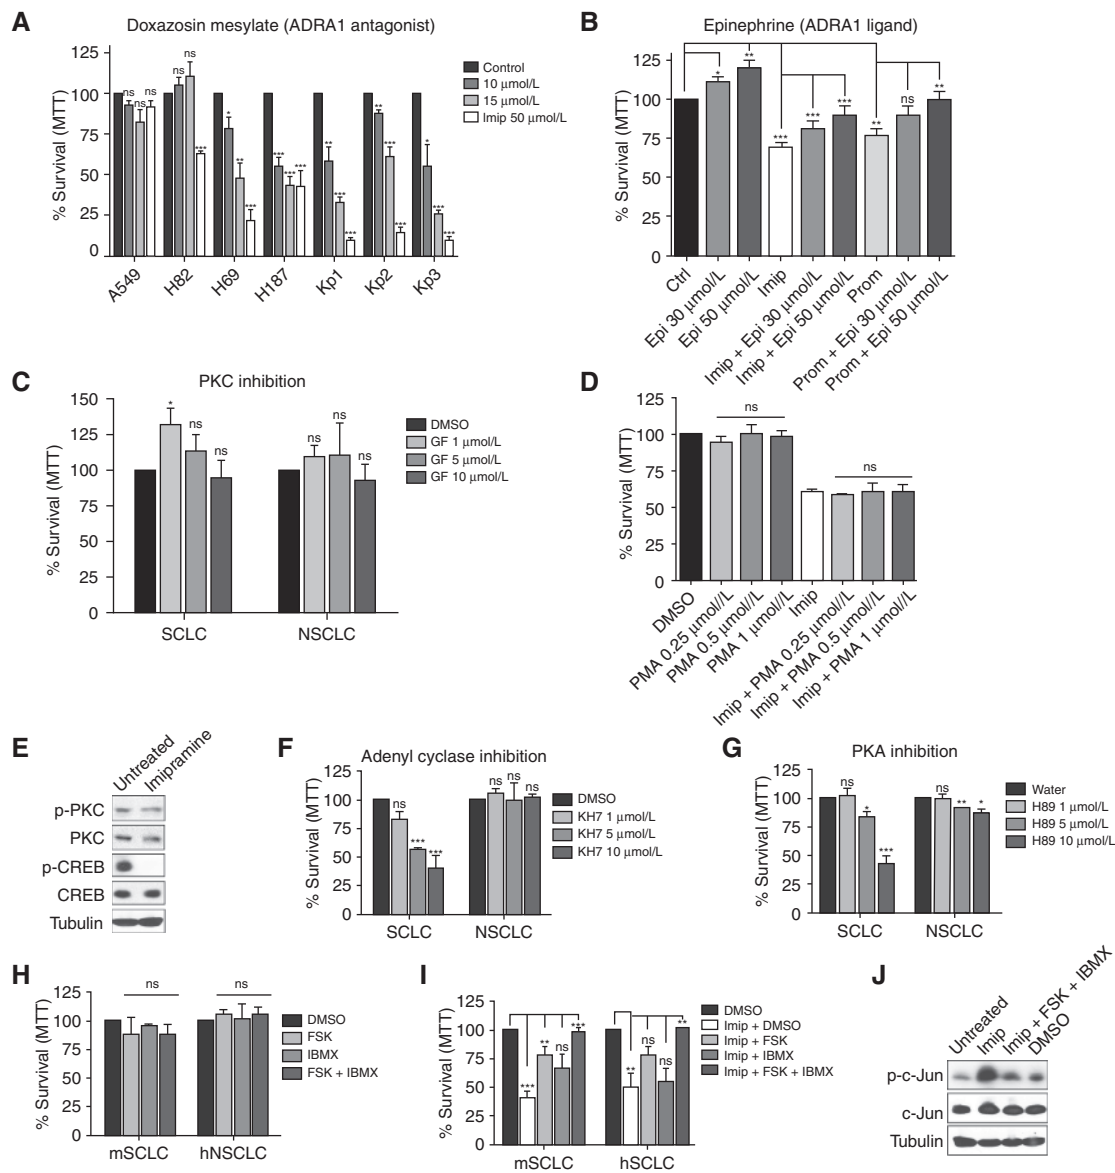 A
Doxazosin mesylate (ADRA1 antagonist)
% Survival (MTT)
125
100
75
50
25
0
ns ns ns
ns ns ***
* ** ***
*** *** ***
** *** ***
** *** ***
* *** ***
A549 H82 H69 H187 Kp1 Kp2 Kp3
Control
10 μmol/L
15 μmol/L
Imip 50 μmol/L
B
Epinephrine (ADRA1 ligand)
% Survival (MTT)
125
100
75
50
25
0
* ** *** *** *** ** ns **
Ctrl
Epi 30 μmol/L
Epi 50 μmol/L
Imip
Imip + Epi 30 μmol/L
Imip + Epi 50 μmol/L
Prom
Prom + Epi 30 μmol/L
Prom + Epi 50 μmol/L
C
PKC inhibition
% Survival (MTT)
150
125
100
75
50
25
0
* ns ns
ns ns ns
SCLC NSCLC
DMSO
GF 1 μmol/L
GF 5 μmol/L
GF 10 μmol/L
D
% Survival (MTT)
125
100
75
50
25
0
ns
ns
DMSO
PMA 0.25 μmol//L
PMA 0.5 μmol//L
PMA 1 μmol//L
Imip
Imip + PMA 0.25 μmol//L
Imip + PMA 0.5 μmol//L
Imip + PMA 1 μmol//L
E
Untreated
Imipramine
p-PKC
PKC
p-CREB
CREB
Tubulin
F
Adenyl cyclase inhibition
% Survival (MTT)
125
100
75
50
25
0
ns *** ***
ns ns ns
SCLC NSCLC
DMSO
KH7 1 μmol/L
KH7 5 μmol/L
KH7 10 μmol/L
G
PKA inhibition
% Survival (MTT)
125
100
75
50
25
0
ns * ***
ns ** *
SCLC NSCLC
Water
H89 1 μmol/L
H89 5 μmol/L
H89 10 μmol/L
H
% Survival (MTT)
125
100
75
50
25
0
ns ns
mSCLC hNSCLC
DMSO
FSK
IBMX
FSK + IBMX
I
% Survival (MTT)
125
100
75
50
25
0
*** ** ns ***
** ns ns **
mSCLC hSCLC
DMSO
Imip + DMSO
Imip + FSK
Imip + IBMX
Imip + FSK + IBMX
J
Untreated
Imip
Imip + FSK + IBMX
DMSO
p-c-Jun
c-Jun
Tubulin